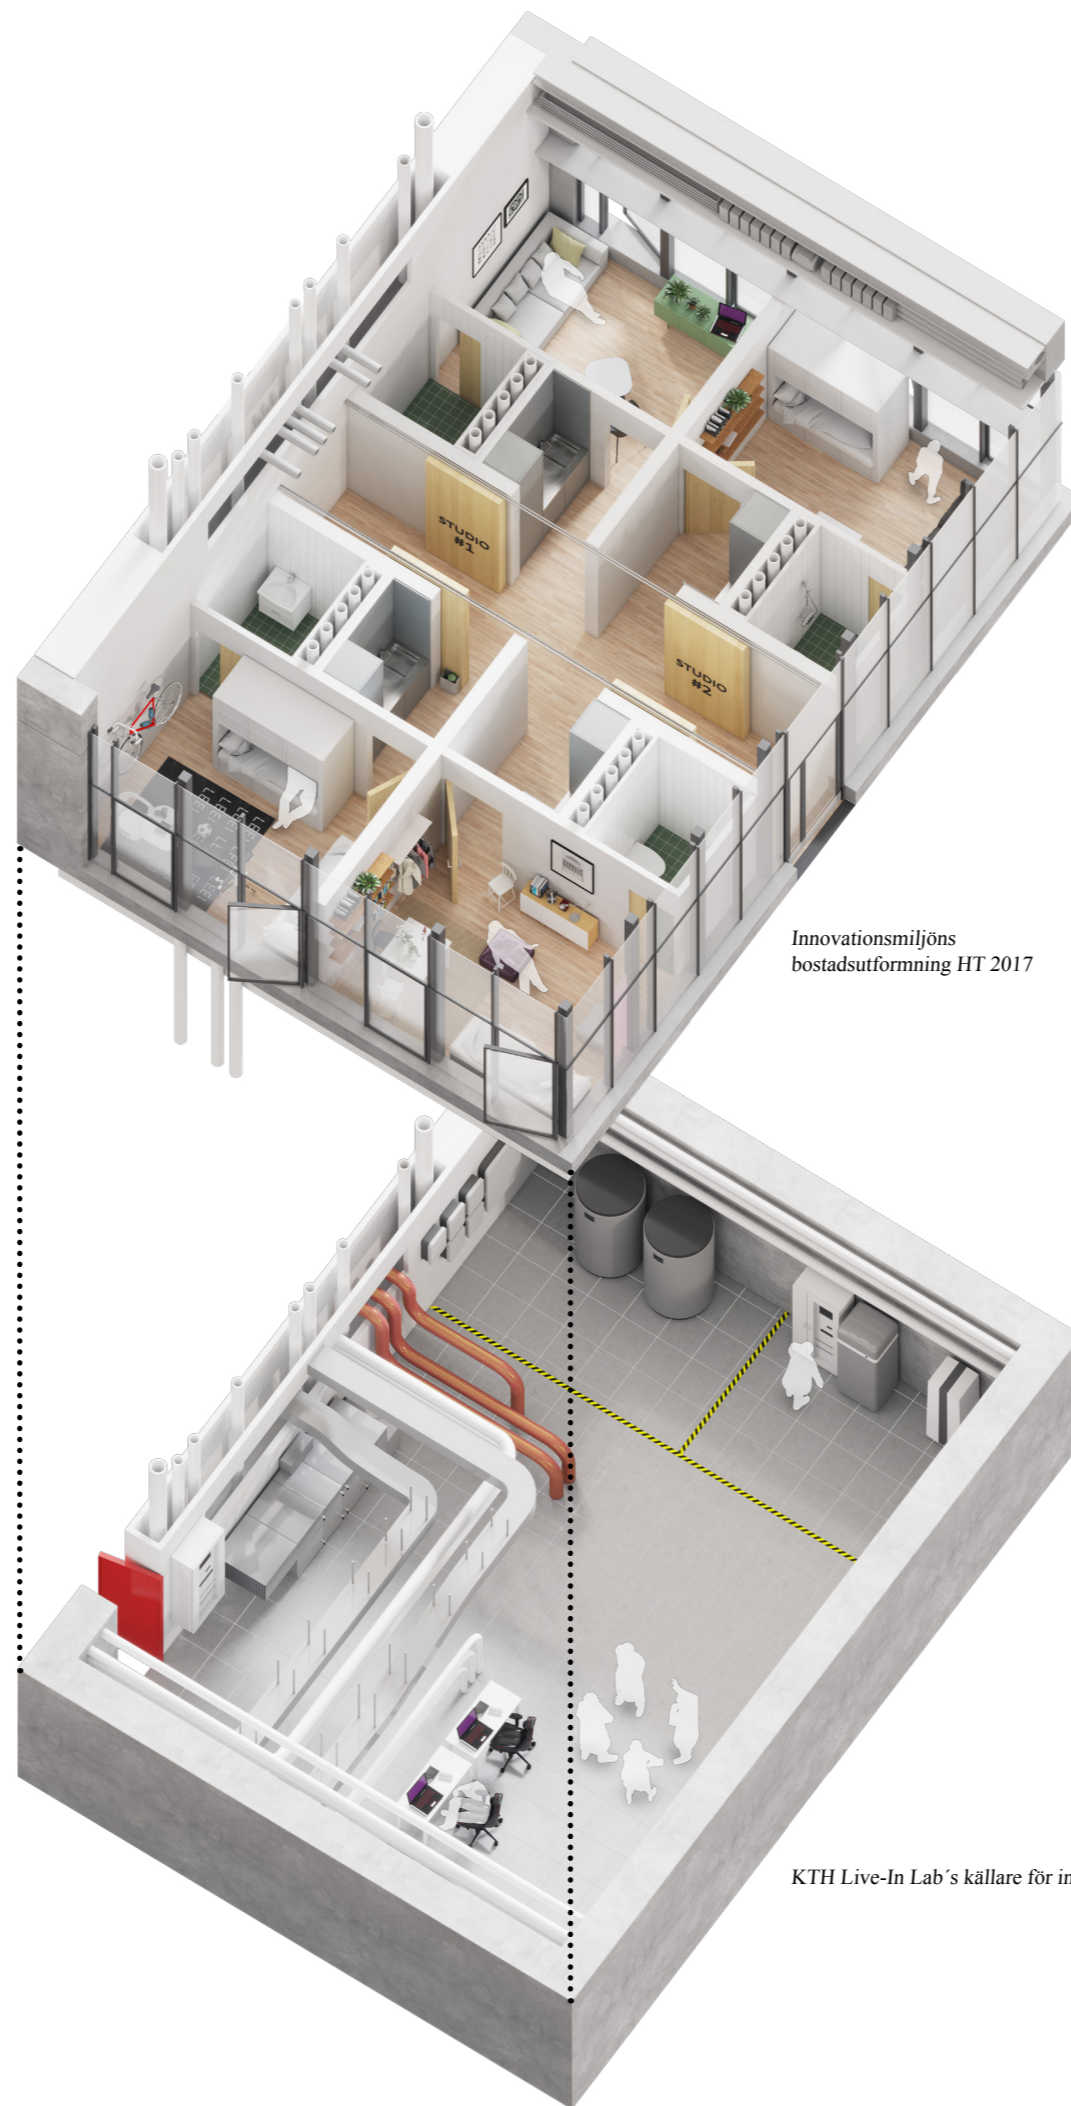 STUDIO
#1
STUDIO
#2
Innovationsmiljöns
bostadsutformning HT 2017
KTH Live-In Lab´s källare för in